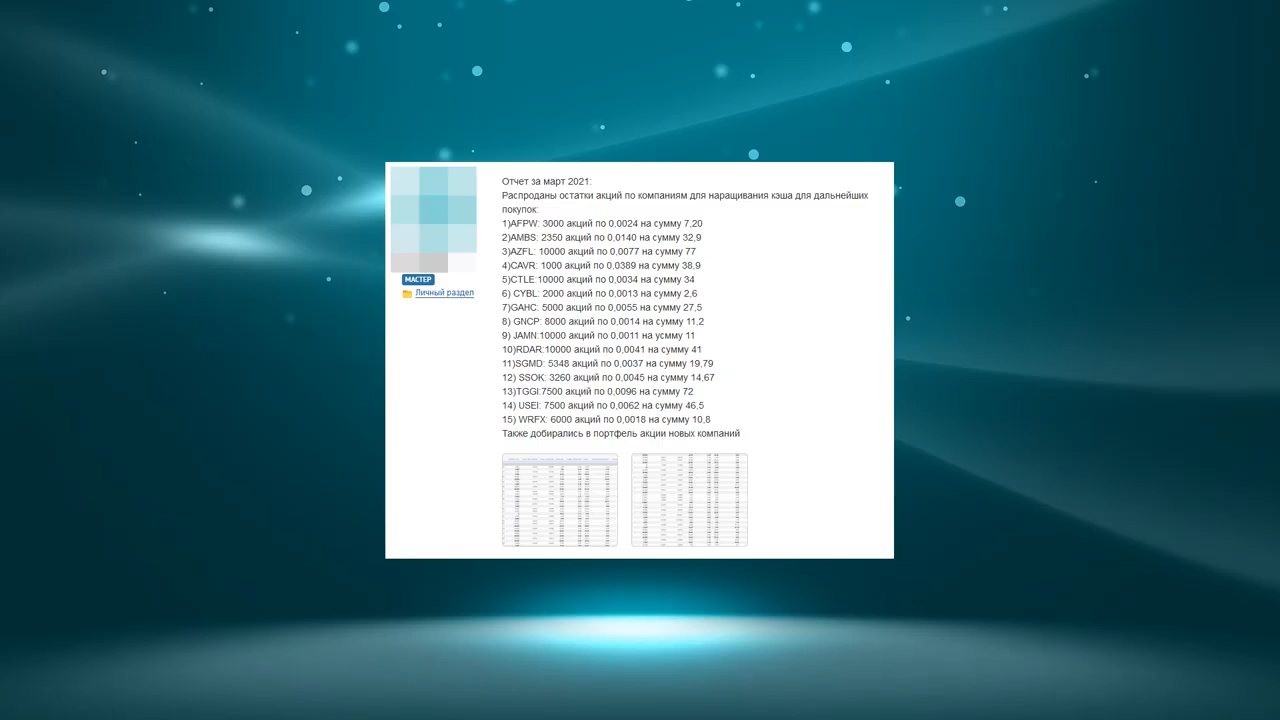 Отчет за март 2021:
Распроданы остатки акций по компаниям для наращивания кэша для дальнейших
покупок:
1)AFPW: 3000 акций по 0,0024 на сумму 7,20
2)AMBS: 2350 акций по 0,0140 на сумму 32,9
3)AZFL: 10000 акций по 0,0077 на сумму 77
4)CAVR: 1000 акций по 0,0389 на сумму 38,9
5)CTLE:10000 акций по 0,0034 на сумму 34
6) CYBL: 2000 акций по 0,0013 на сумму 2,6
7)GAHC: 5000 акций по 0,0055 на сумму 27,5
8) GNCP: 8000 акций по 0,0014 на сумму 11,2
9) JAMN:10000 акций по 0,0011 на усмму 11
10)RDAR:10000 акций по 0,0041 на сумму 41
11)SGMD: 5348 акций по 0,0037 на сумму 19,79
12) SSOK: 3260 акций по 0,0045 на сумму 14,67
13)TGGI:7500 акций по 0,0096 на сумму 72
14) USEI: 7500 акций по 0,0062 на сумму 46,5
15) WRFX: 6000 акций по 0,0018 на сумму 10,8
Также добирались в портфель акции новых компаний
МАСТЕР
Личный раздел